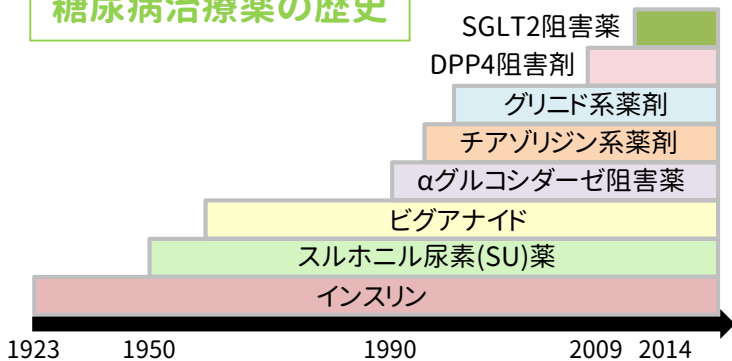 糖尿病治療薬の歴史
SGLT2阻害薬
DPP4阻害剤
グリニド系薬剤
チアゾリジン系薬剤
αグルコシダーゼ阻害薬
ビグアナイド
スルホニル尿素(SU)薬
インスリン
1923 1950 1990 2009 2014